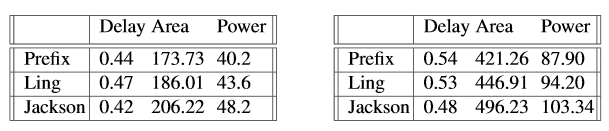 Delay Area Power
Prefix 0.44 173.73 40.2
Ling 0.47 186.01 43.6
Jackson 0.42 206.22 48.2
Delay Area Power
Prefix 0.54 421.26 87.90
Ling 0.53 446.91 94.20
Jackson 0.48 496.23 103.34